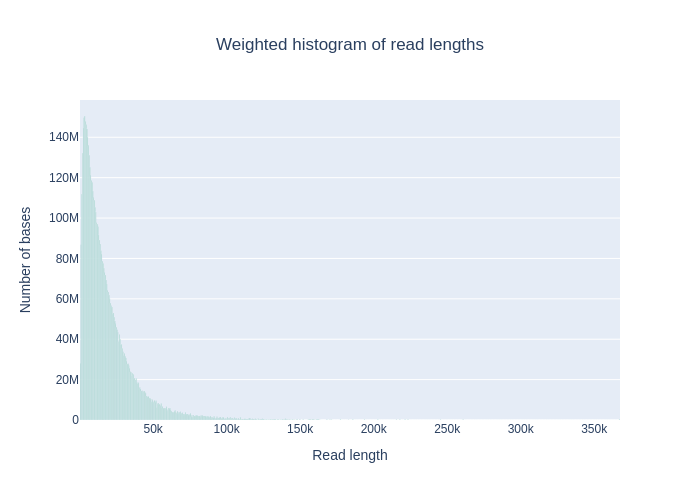 Weighted histogram of read lengths
Number of bases
140M
120M
100M
80M
60M
40M
20M
0
50k 100k 150k 200k 250k 300k 350k
Read length